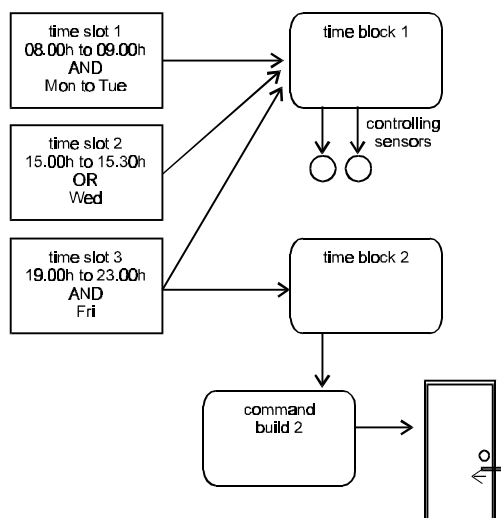 time slot 1
08.00h to 09.00h
AND
Mon to Tue
time block 1
controlling
sensors
time slot 2
15.00h to 15.30h
OR
Wed
time slot 3
19.00h to 23.00h
AND
Fri
time block 2
command
build 2